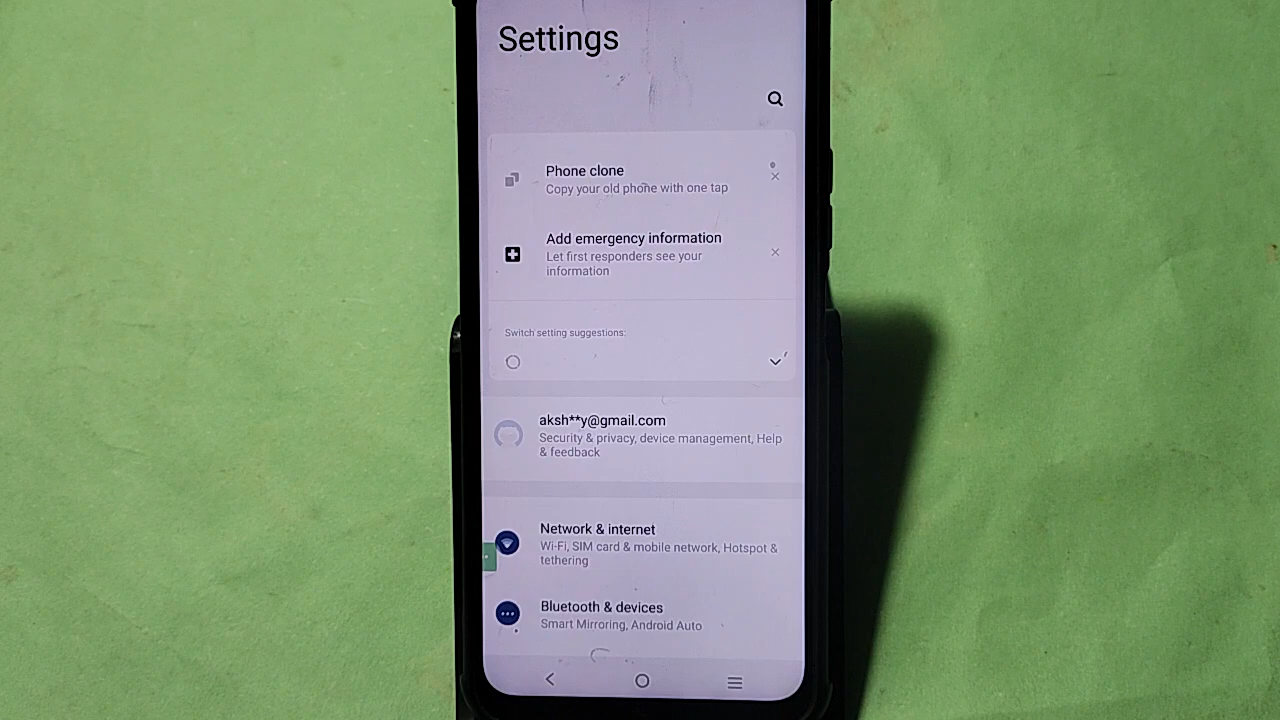 Settings
Phone clone
Copy your old phone with one tap
Add emergency information
Let first responders see your
information
Switch setting suggestions:
aksh**y@gmail.com
Security & privacy, device management, Help
& feedback
Network & internet
Wi-Fi, SIM card & mobile network, Hotspot &
tethering
Bluetooth & devices
Smart Mirroring, Android Auto